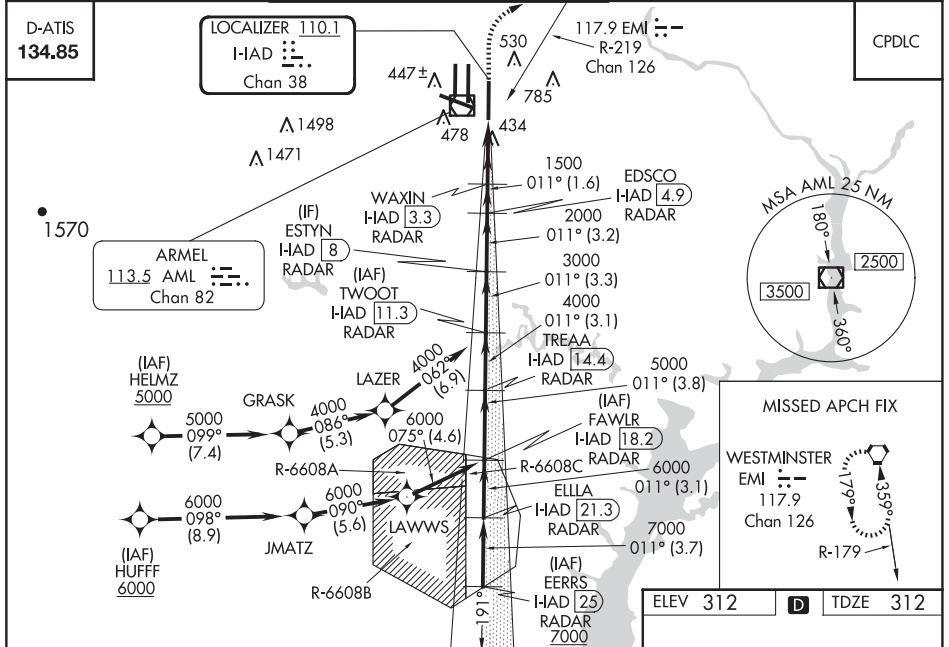 D-ATIS
134.85
LOCALIZER 110.1
I-IAD
Chan 38
117.9 EMI
R-219
Chan 126
CPDLC
530
447±
785
478
434
1498
1471
1570
ARMEL
113.5 AML
Chan 82
1500
011° (1.6)
EDSCO
I-IAD 4.9
RADAR
WAXIN
I-IAD 3.3
RADAR
2000
011° (3.2)
(IF)
ESTYN
I-IAD 8
RADAR
3000
011° (3.3)
(IAF)
TWOOT
I-IAD 11.3
RADAR
4000
011° (3.1)
TREAA
I-IAD 14.4
RADAR
5000
011° (3.8)
MSA AML 25 NM
180°
2500
3500
360°
(IAF)
HELMZ
5000
5000
099°
(7.4)
GRASK
4000
086°
(5.3)
LAZER
4000
062°
(6.9)
(IAF)
FAWLR
I-IAD 18.2
RADAR
6000
075° (4.6)
R-6608A
R-6608C
6000
011° (3.1)
ELLLA
I-IAD 21.3
RADAR
7000
011° (3.7)
6000
098°
(8.9)
(IAF)
HUFFF
6000
JMATZ
6000
090°
(5.6)
LAWWS
R-6608B
191°
(IAF)
EERRS
I-IAD 25
RADAR
7000
MISSED APCH FIX
WESTMINSTER
EMI
117.9
Chan 126
179°
359°
R-179
ELEV 312
D
TDZE 312